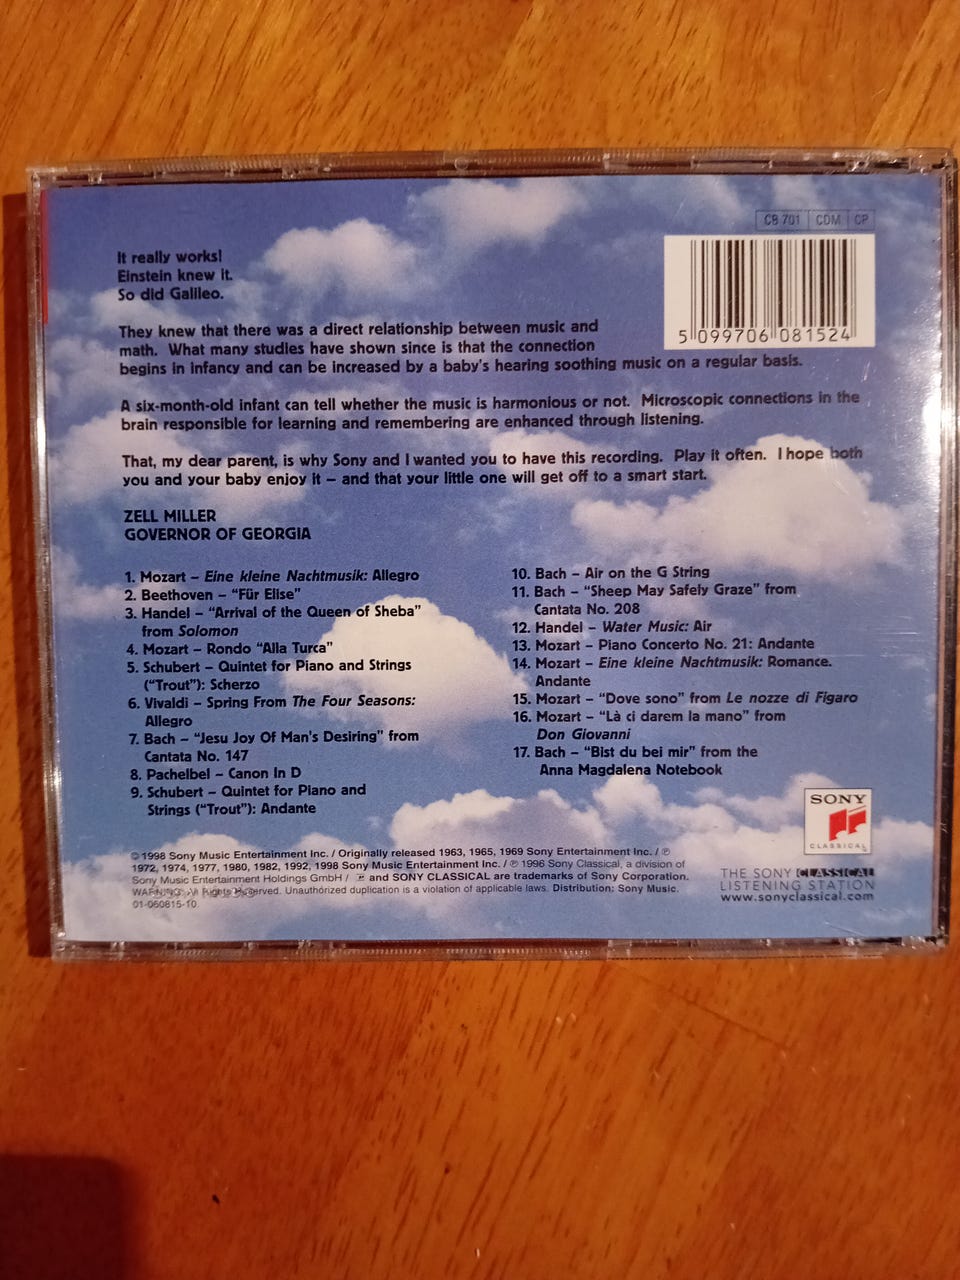 CB 701 CDM CP
It really works!
Einstein knew it.
So did Galileo.
5 099706 081524
They knew that there was a direct relationship between music and
math. What many studies have shown since is that the connection
begins in infancy and can be increased by a baby's hearing soothing music on a regular basis.
A six-month-old infant can tell whether the music is harmonious or not. Microscopic connections in the
brain responsible for learning and remembering are enhanced through listening.
That, my dear parent, is why Sony and I wanted you to have this recording. Play it often. I hope both
you and your baby enjoy it – and that your little one will get off to a smart start.
ZELL MILLER
GOVERNOR OF GEORGIA
1. Mozart – Eine kleine Nachtmusik: Allegro
2. Beethoven – "Für Elise"
3. Handel – "Arrival of the Queen of Sheba"
from Solomon
4. Mozart – Rondo "Alla Turca"
5. Schubert – Quintet for Piano and Strings
("Trout"): Scherzo
6. Vivaldi – Spring From The Four Seasons:
Allegro
7. Bach – "Jesu Joy Of Man's Desiring" from
Cantata No. 147
8. Pachelbel – Canon In D
9. Schubert – Quintet for Piano and
Strings ("Trout"): Andante
10. Bach – Air on the G String
11. Bach – "Sheep May Safely Graze" from
Cantata No. 208
12. Handel – Water Music: Air
13. Mozart – Piano Concerto No. 21: Andante
14. Mozart – Eine kleine Nachtmusik: Romance.
Andante
15. Mozart – "Dove sono" from Le nozze di Figaro
16. Mozart – "Là ci darem la mano" from
Don Giovanni
17. Bach – "Bist du bei mir" from the
Anna Magdalena Notebook
SONY
CLASSICAL
© 1998 Sony Music Entertainment Inc. / Originally released 1963, 1965, 1969 Sony Entertainment Inc. / ℗
1972, 1974, 1977, 1980, 1982, 1992, 1998 Sony Music Entertainment Inc. / ℗ 1996 Sony Classical, a division of
Sony Music Entertainment Holdings GmbH / and SONY CLASSICAL are trademarks of Sony Corporation.
WARNING: All Rights Reserved. Unauthorized duplication is a violation of applicable laws. Distribution: Sony Music.
01-060815-10
THE SONY CLASSICAL
LISTENING STATION
www.sonyclassical.com